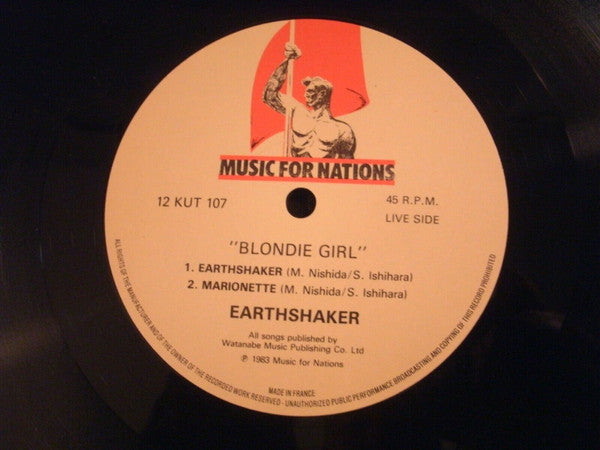 MUSIC FOR NATIONS
12 KUT 107
45 R.P.M.
LIVE SIDE
"BLONDIE GIRL"
1. EARTHSHAKER (M. Nishida/S. Ishihara)
2. MARIONETTE (M. Nishida/S. Ishihara)
EARTHSHAKER
All songs published by
Watanabe Music Publishing Co. Ltd
℗ 1983 Music for Nations
MADE IN FRANCE
ALL RIGHTS OF THE MANUFACTURER AND OF THE OWNER OF THE RECORDED WORK RESERVED - UNAUTHORIZED PUBLIC PERFORMANCE BROADCASTING AND COPYING OF THIS RECORD PROHIBITED